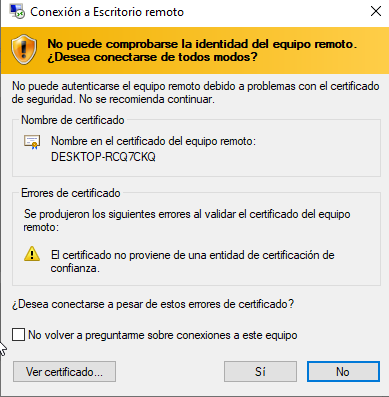 Conexión a Escritorio remoto
No puede comprobarse la identidad del equipo remoto.
¿Desea conectarse de todos modos?
No puede autenticarse el equipo remoto debido a problemas con el certificado
de seguridad. No se recomienda continuar.
Nombre de certificado
Nombre en el certificado del equipo remoto:
DESKTOP-RCQ7CKQ
Errores de certificado
Se produjeron los siguientes errores al validar el certificado del equipo
remoto:
El certificado no proviene de una entidad de certificación de
confianza.
¿Desea conectarse a pesar de estos errores de certificado?
No volver a preguntarme sobre conexiones a este equipo
Ver certificado...
Sí
No